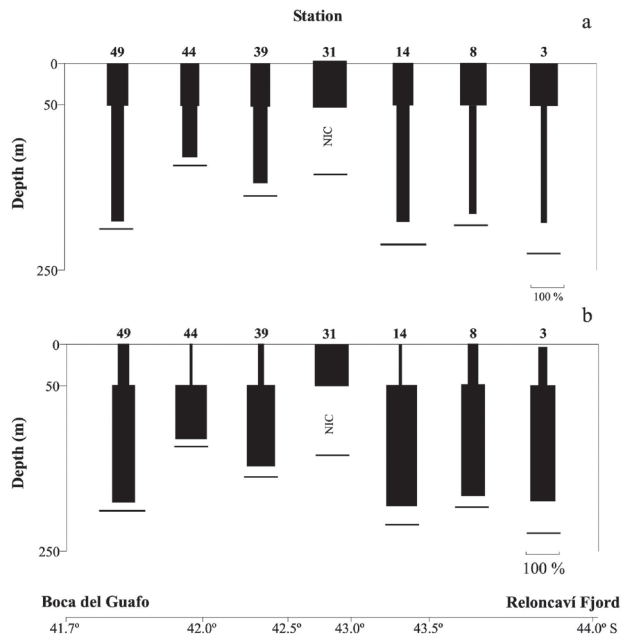 Station
a
49 44 39 31 14 8 3
0
50
NIC
Depth (m)
250
100 %
b
49 44 39 31 14 8 3
0
50
NIC
Depth (m)
250
100 %
Boca del Guafo Reloncaví Fjord
41.7º 42.0º 42.5º 43.0º 43.5º 44.0º S